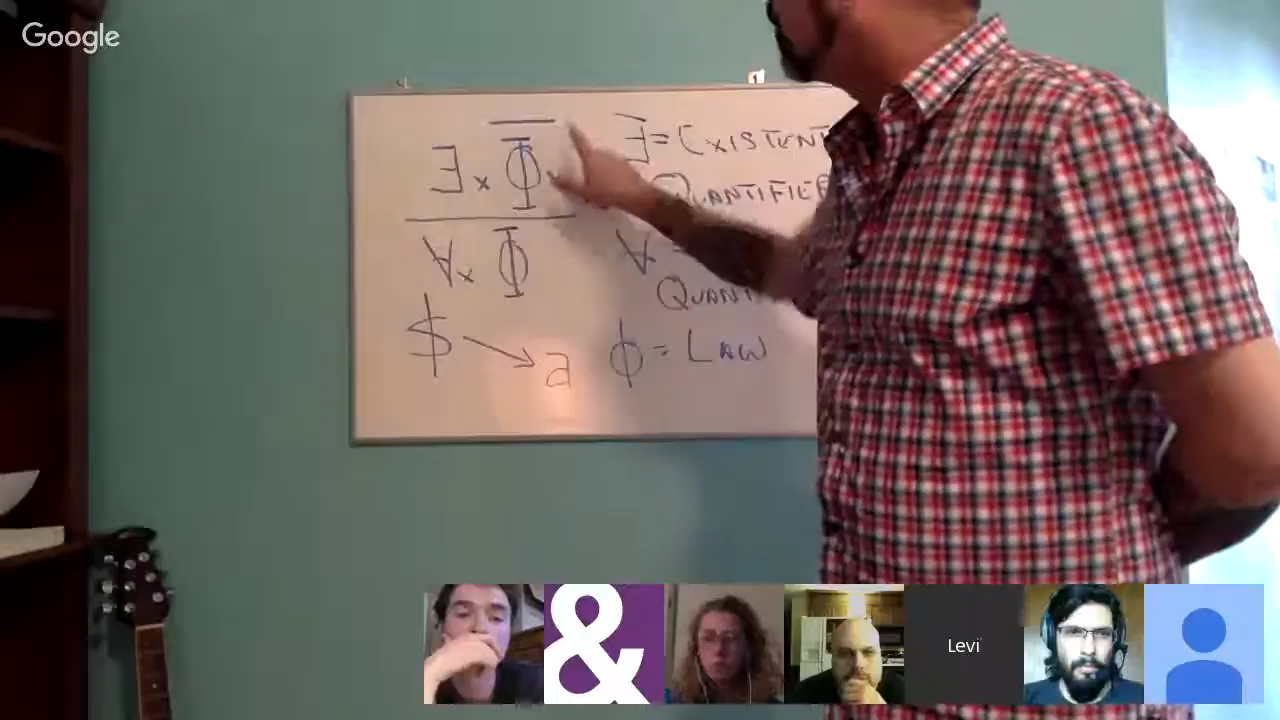 Google
∃x Φ̅x
∀x Φ
$ → a
∃ = EXISTENT
QUANTIFIER
∀ =
QUANT
Φ = LAW
&
Levi